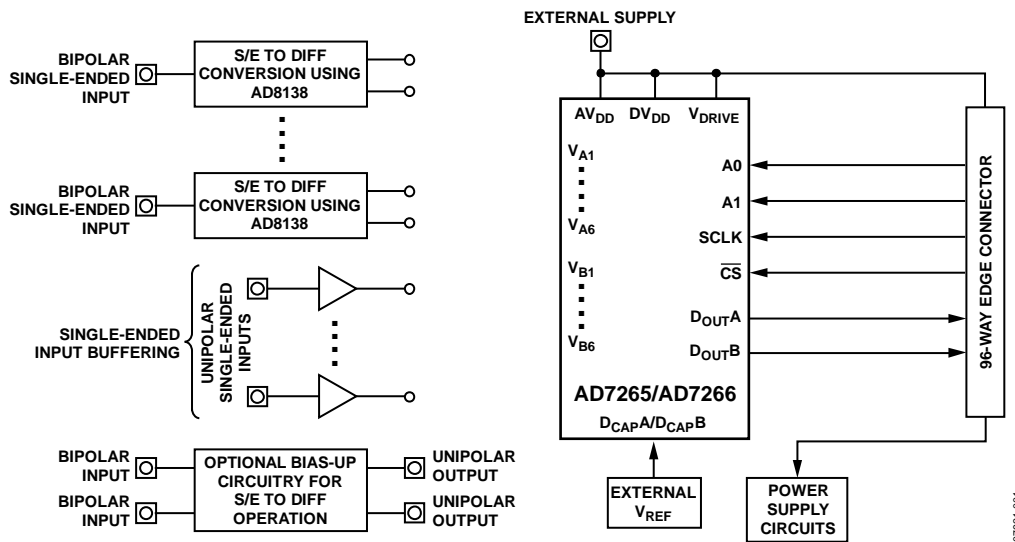 EXTERNAL SUPPLY
BIPOLAR
SINGLE-ENDED
INPUT
S/E TO DIFF
CONVERSION USING
AD8138
BIPOLAR
SINGLE-ENDED
INPUT
S/E TO DIFF
CONVERSION USING
AD8138
SINGLE-ENDED
INPUT BUFFERING
UNIPOLAR
SINGLE-ENDED
INPUTS
BIPOLAR
INPUT
BIPOLAR
INPUT
OPTIONAL BIAS-UP
CIRCUITRY FOR
S/E TO DIFF
OPERATION
UNIPOLAR
OUTPUT
UNIPOLAR
OUTPUT
AVDD DVDD VDRIVE
VA1
VA6
VB1
VB6
A0
A1
SCLK
CS
DOUTA
DOUTB
AD7265/AD7266
DCAPA/DCAPB
96-WAY EDGE CONNECTOR
EXTERNAL
VREF
POWER
SUPPLY
CIRCUITS